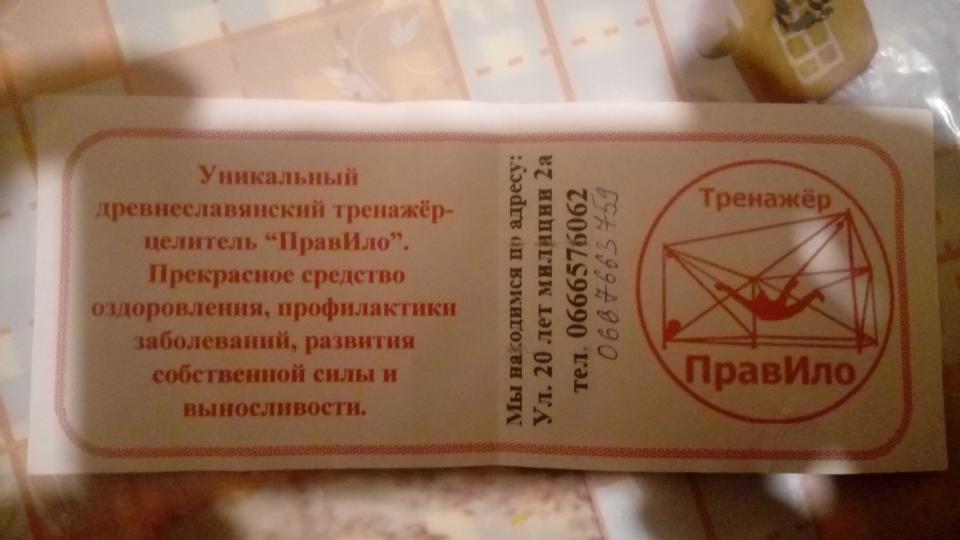 Уникальный
древнеславянский тренажёр-
целитель “ПравИло”.
Прекрасное средство
оздоровления, профилактики
заболеваний, развития
собственной силы и
выносливости.
Мы находимся по адресу:
Ул. 20 лет милиции 2а
тел. 0666576062
0687663759
Тренажёр
ПравИло